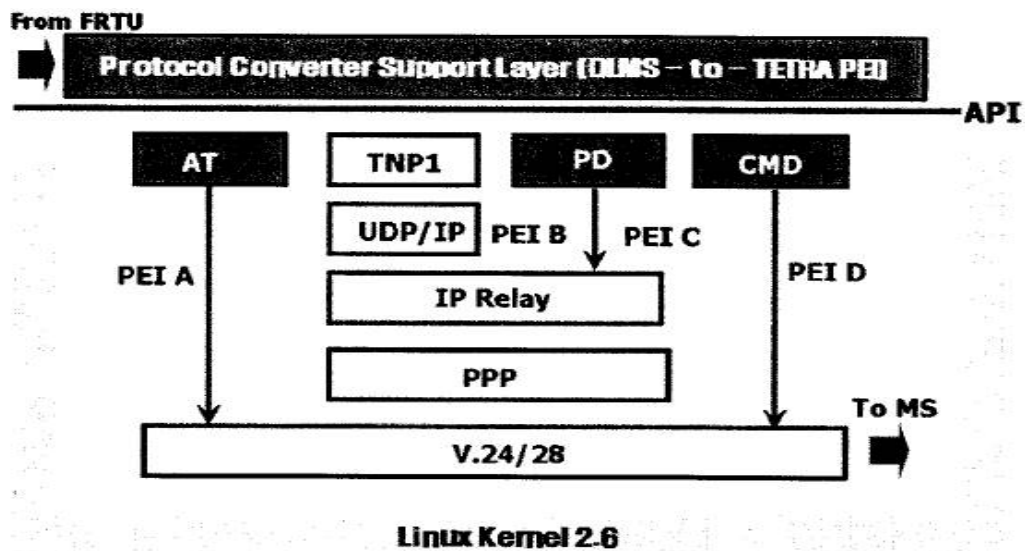 From FRTU
Protocol Converter Support Layer (DLMS – to – TETRA PEI)
API
AT
TNP1
PD
CMD
UDP/IP
PEI B
PEI C
PEI A
PEI D
IP Relay
PPP
To MS
V.24/28
Linux Kernel 2.6